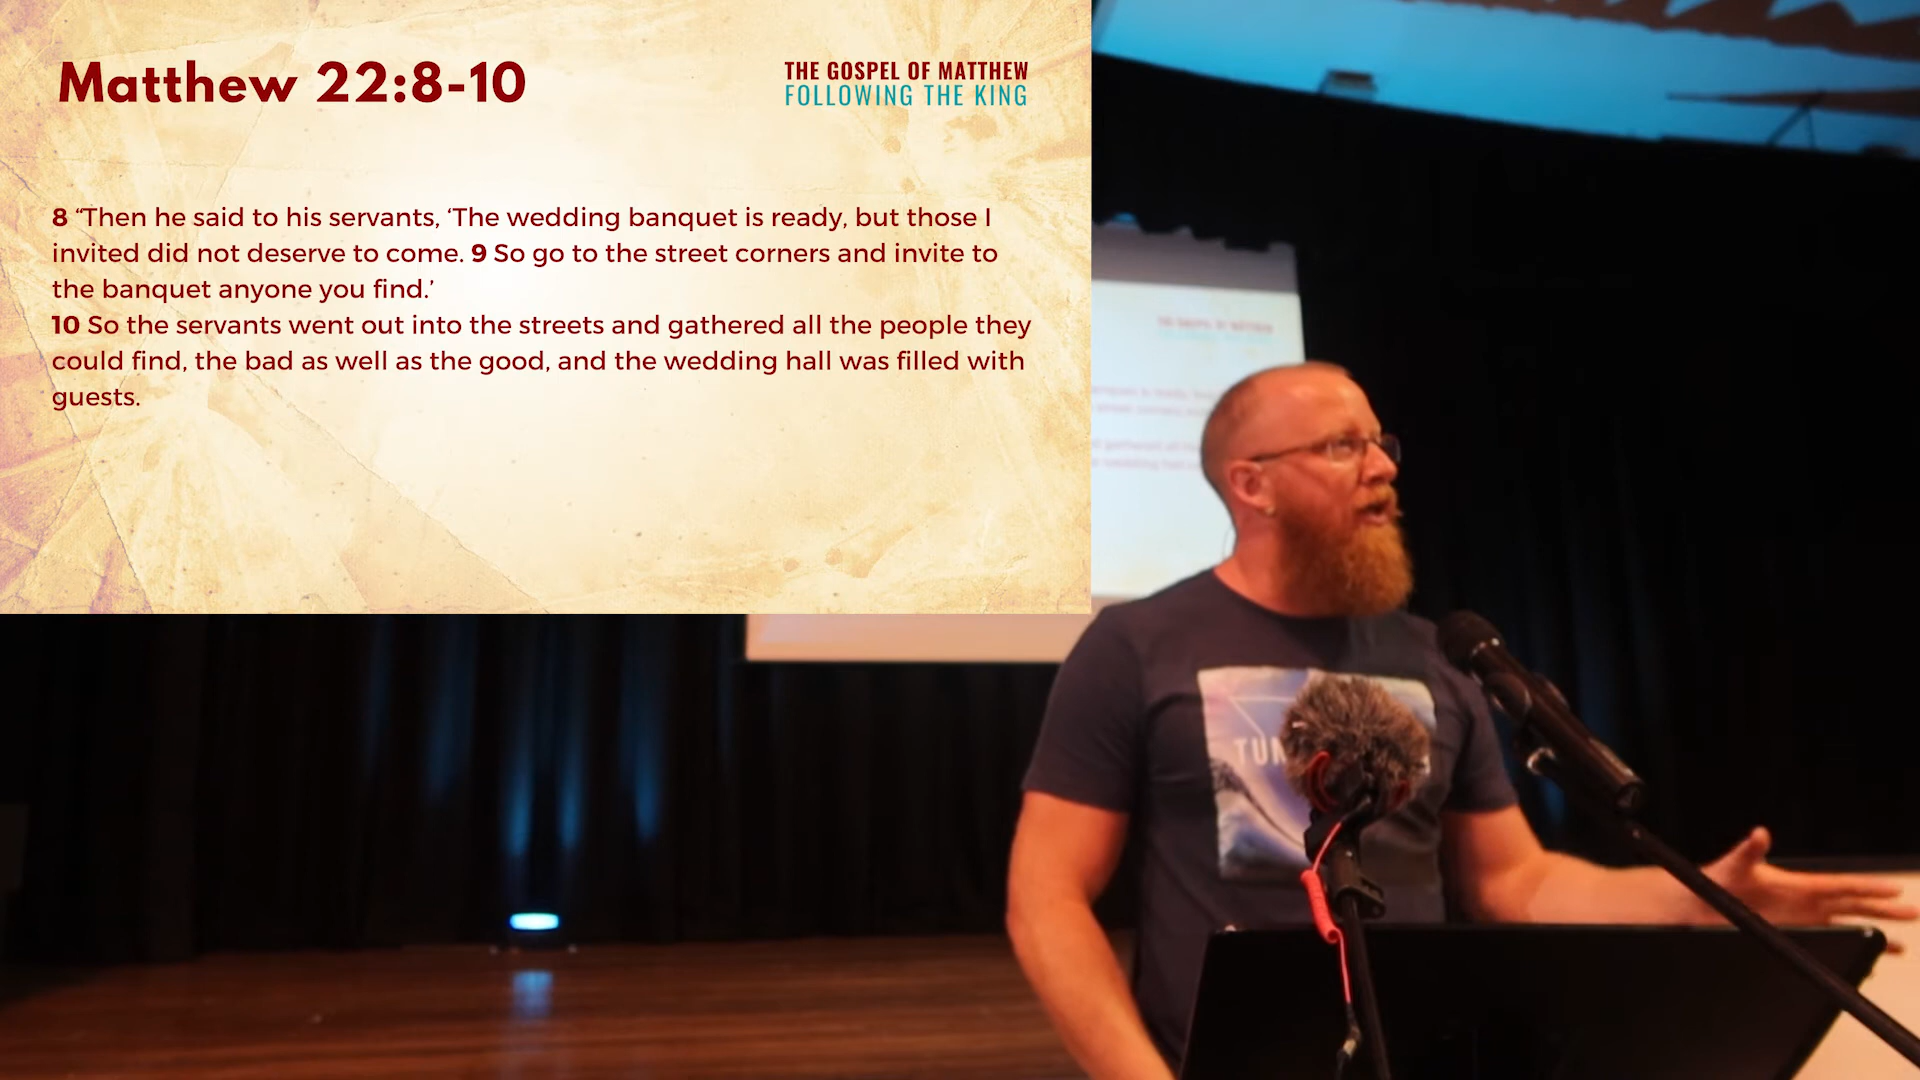 Matthew 22:8-10
THE GOSPEL OF MATTHEW
FOLLOWING THE KING
8 “Then he said to his servants, ‘The wedding banquet is ready, but those I
invited did not deserve to come. 9 So go to the street corners and invite to
the banquet anyone you find.’
10 So the servants went out into the streets and gathered all the people they
could find, the bad as well as the good, and the wedding hall was filled with
guests.